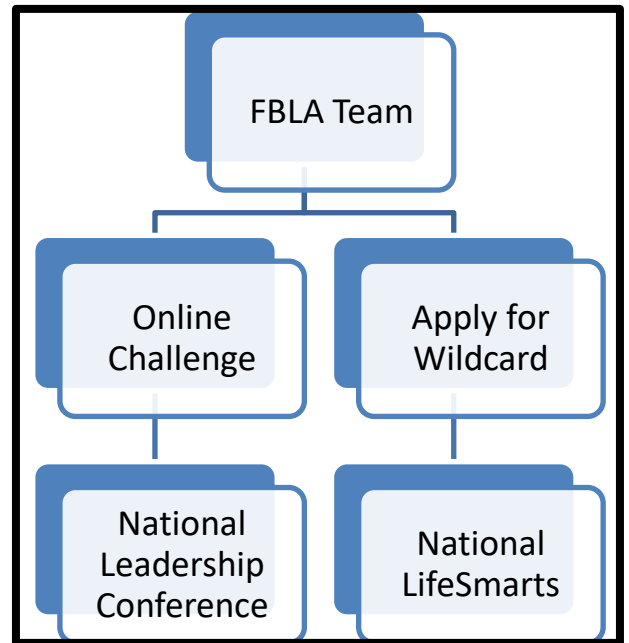 FBLA Team
Online
Challenge
Apply for
Wildcard
National
Leadership
Conference
National
LifeSmarts